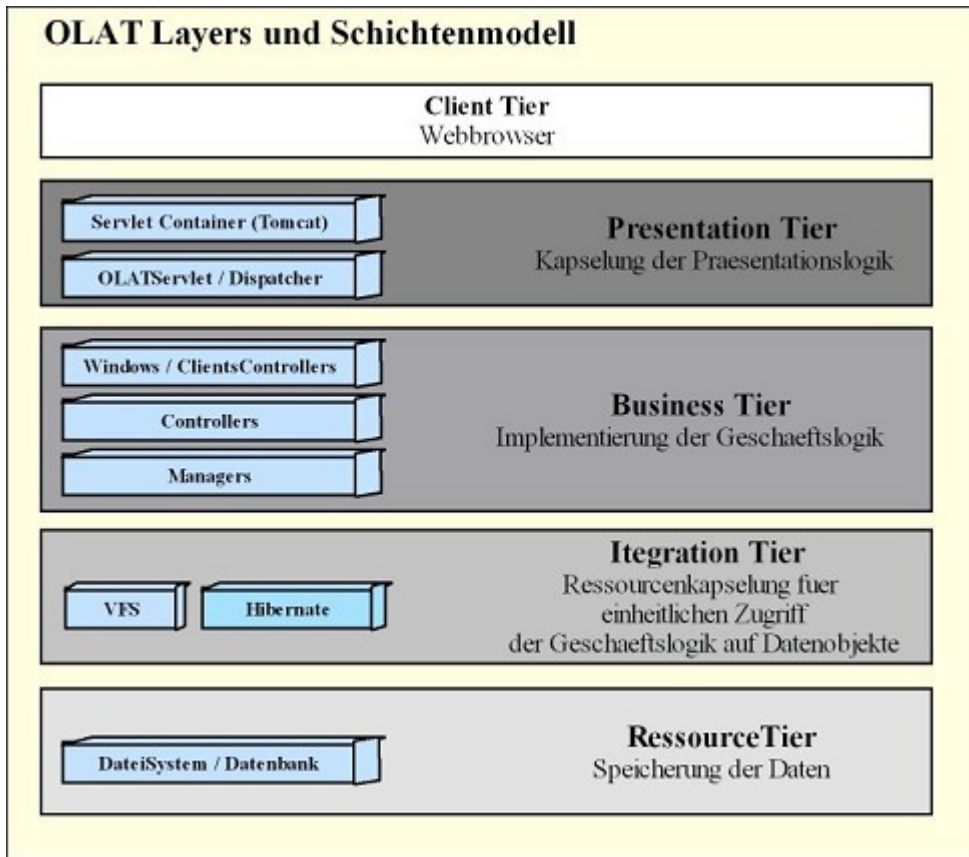 OLAT Layers und Schichtenmodell
Client Tier
Webbrowser
Servlet Container (Tomcat)
OLATServlet / Dispatcher
Presentation Tier
Kapselung der Praesentationslogik
Windows / ClientsControllers
Controllers
Managers
Business Tier
Implementierung der Geschaeftslogik
VFS
Hibernate
Itegration Tier
Ressourcenkapselung fuer
einheitlichen Zugriff
der Geschaeftslogik auf Datenobjekte
DateiSystem / Datenbank
RessourceTier
Speicherung der Daten